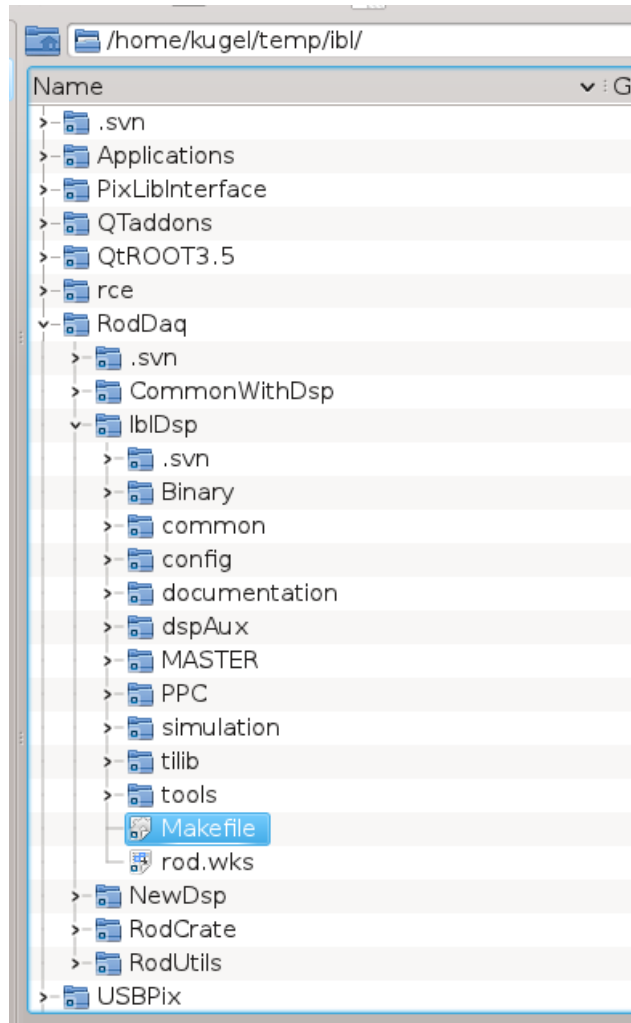 /home/kugel/temp/ibl/
Name G
.svn
Applications
PixLibInterface
QTaddons
QtROOT3.5
rce
RodDaq
.svn
CommonWithDsp
IblDsp
.svn
Binary
common
config
documentation
dspAux
MASTER
PPC
simulation
tilib
tools
Makefile
rod.wks
NewDsp
RodCrate
RodUtils
USBPix